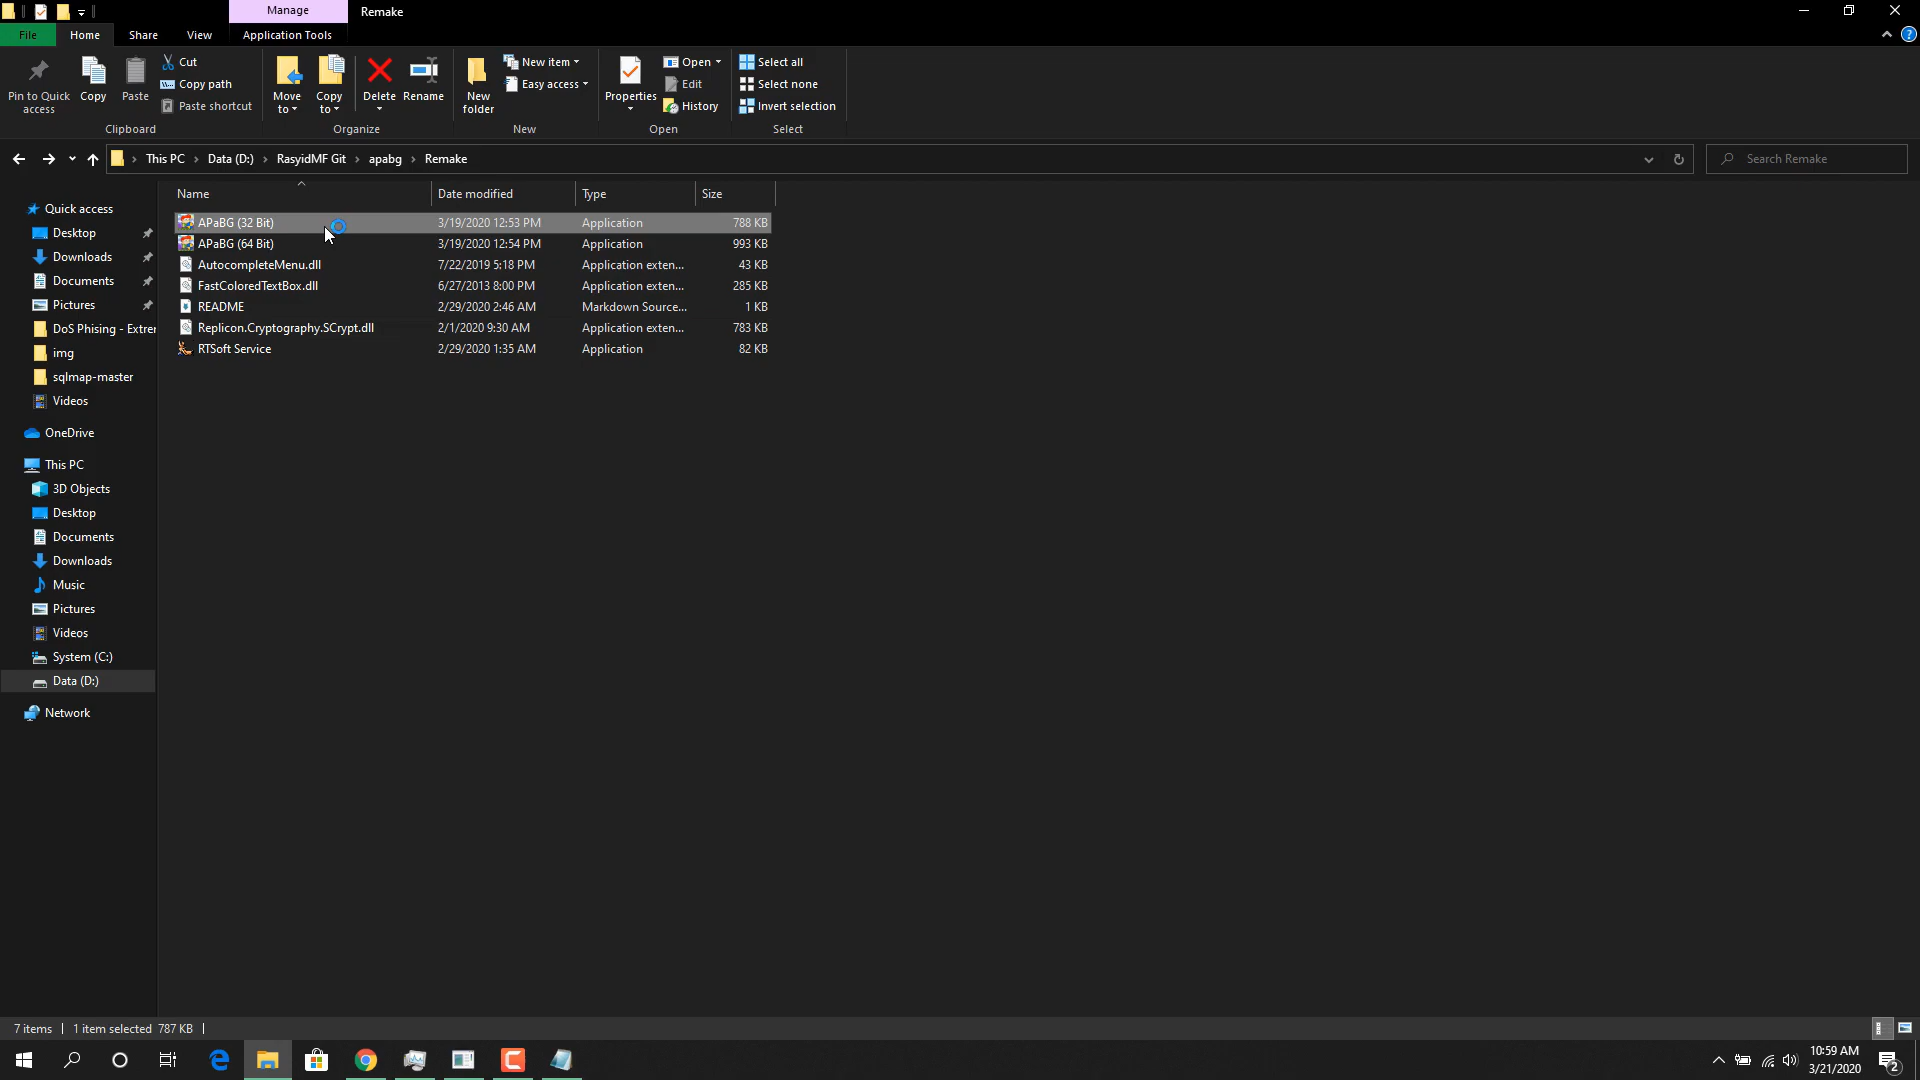 Manage
Remake
File
Home
Share
View
Application Tools
Pin to Quick access
Copy
Paste
Cut
Copy path
Paste shortcut
Move to
Copy to
Delete
Rename
New folder
New item
Easy access
Properties
Open
Edit
History
Select all
Select none
Invert selection
Clipboard
Organize
New
Open
Select
This PC
Data (D:)
RasyidMF Git
apabg
Remake
Search Remake
Name
Date modified
Type
Size
APaBG (32 Bit) 3/19/2020 12:53 PM Application 788 KB
APaBG (64 Bit) 3/19/2020 12:54 PM Application 993 KB
AutocompleteMenu.dll 7/22/2019 5:18 PM Application exten... 43 KB
FastColoredTextBox.dll 6/27/2013 8:00 PM Application exten... 285 KB
README 2/29/2020 2:46 AM Markdown Source... 1 KB
Replicon.Cryptography.SCrypt.dll 2/1/2020 9:30 AM Application exten... 783 KB
RTSoft Service 2/29/2020 1:35 AM Application 82 KB
Quick access
Desktop
Downloads
Documents
Pictures
DoS Phising - Extrer
img
sqlmap-master
Videos
OneDrive
This PC
3D Objects
Desktop
Documents
Downloads
Music
Pictures
Videos
System (C:)
Data (D:)
Network
7 items
1 item selected 787 KB
10:59 AM
3/21/2020
2